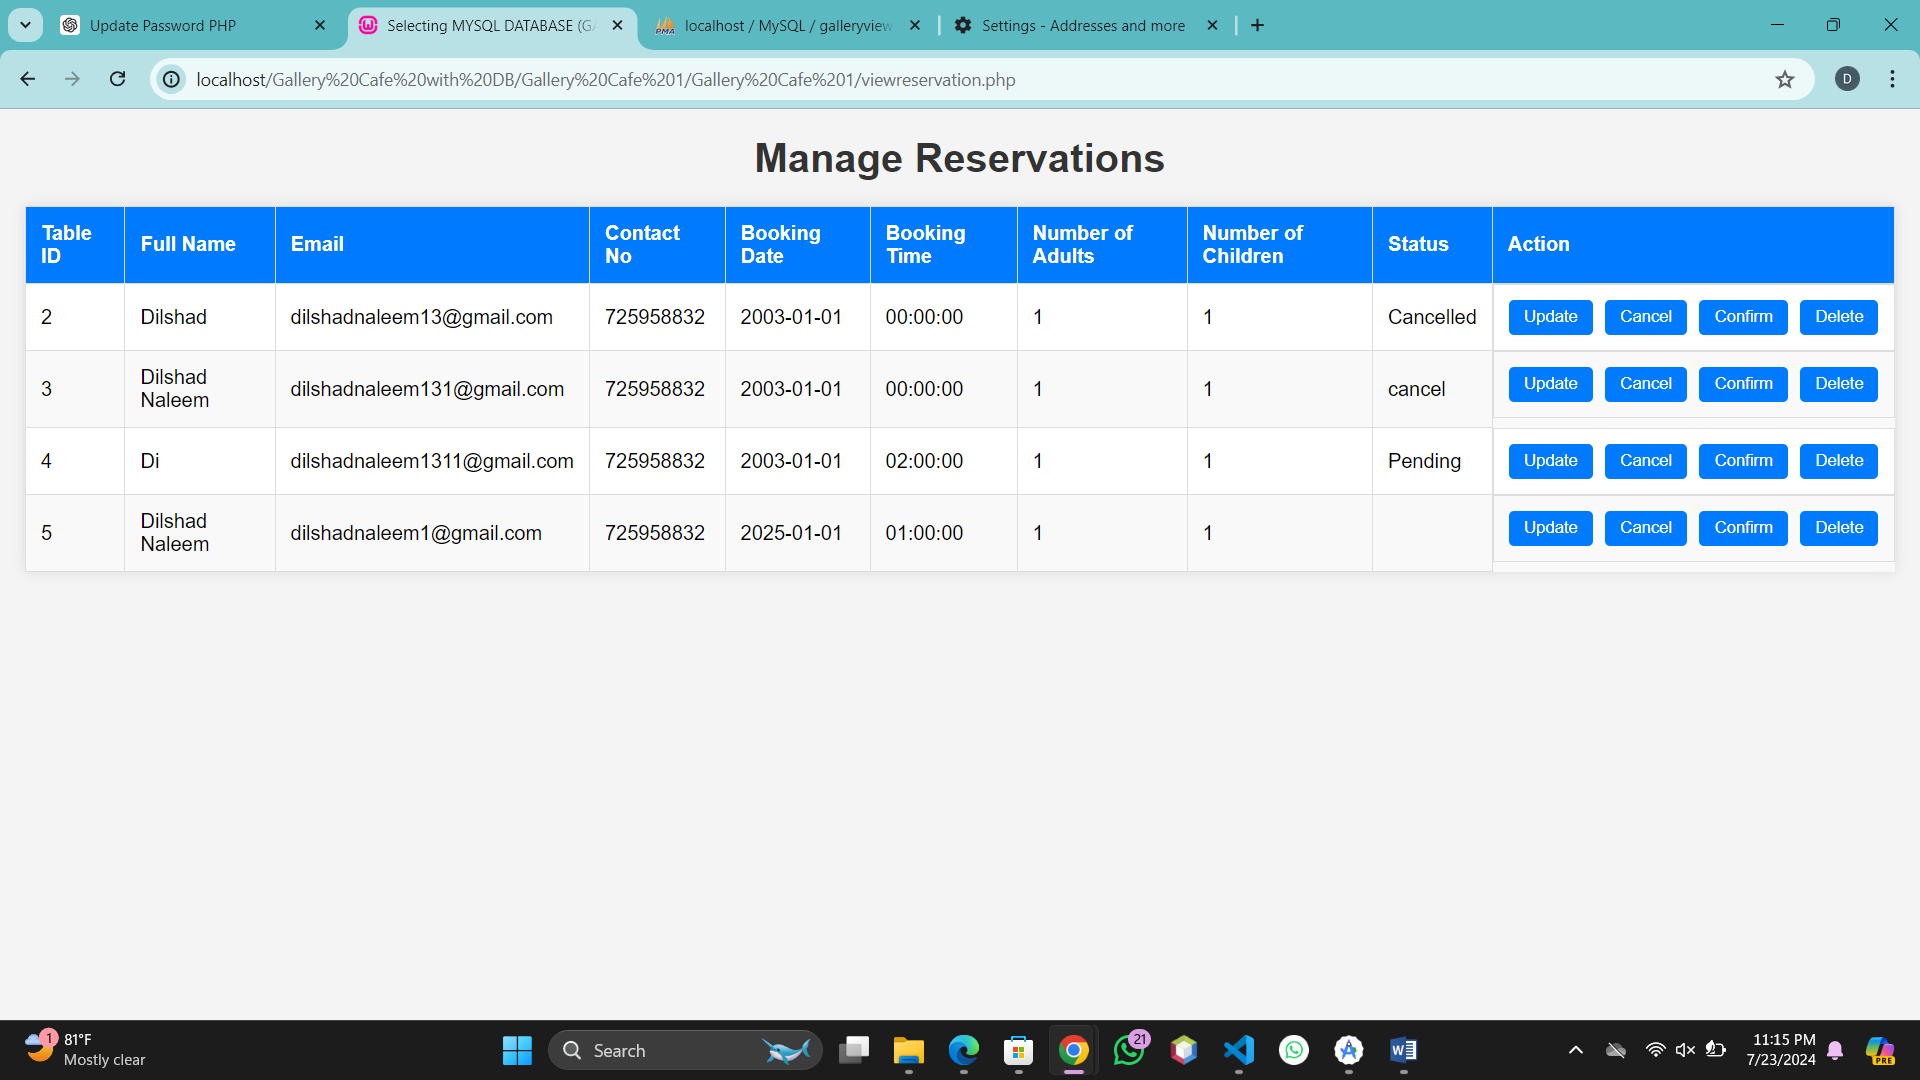 Update Password PHP
Selecting MYSQL DATABASE (GA
localhost / MySQL / galleryview
Settings - Addresses and more
localhost/Gallery%20Cafe%20with%20DB/Gallery%20Cafe%201/Gallery%20Cafe%201/viewreservation.php
D
Manage Reservations
Table ID Full Name Email Contact No Booking Date Booking Time Number of Adults Number of Children Status Action
2 Dilshad dilshadnaleem13@gmail.com 725958832 2003-01-01 00:00:00 1 1 Cancelled Update Cancel Confirm Delete
3 Dilshad Naleem dilshadnaleem131@gmail.com 725958832 2003-01-01 00:00:00 1 1 cancel Update Cancel Confirm Delete
4 Di dilshadnaleem1311@gmail.com 725958832 2003-01-01 02:00:00 1 1 Pending Update Cancel Confirm Delete
5 Dilshad Naleem dilshadnaleem1@gmail.com 725958832 2025-01-01 01:00:00 1 1 Update Cancel Confirm Delete
1
81°F
Mostly clear
Search
21
11:15 PM
7/23/2024
PRE